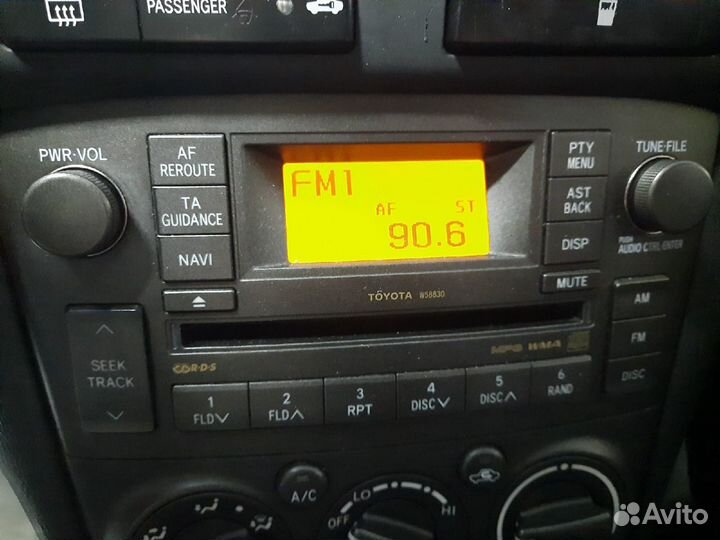 PASSENGER
PWR·VOL
AF
REROUTE
TA
GUIDANCE
NAVI
FM1
AF ST
90.6
PTY
MENU
AST
BACK
DISP
MUTE
TUNE·FILE
PUSH
AUDIO CTRL·ENTER
TOYOTA W58830
AM
FM
DISC
SEEK
TRACK
MP3 WMA
1
FLD
2
FLD
3
RPT
4
DISC
5
DISC
6
RAND
A/C
OFF LO HI
Avito